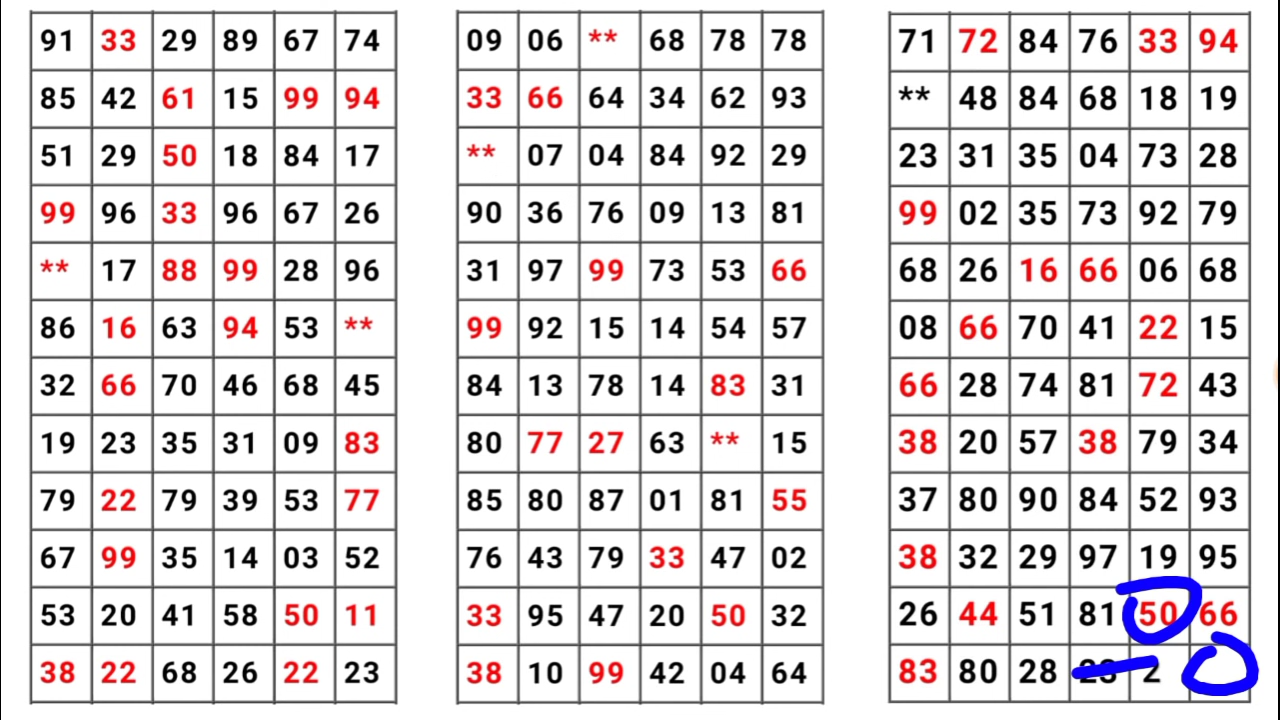 91 33 29 89 67 74
85 42 61 15 99 94
51 29 50 18 84 17
99 96 33 96 67 26
** 17 88 99 28 96
86 16 63 94 53 **
32 66 70 46 68 45
19 23 35 31 09 83
79 22 79 39 53 77
67 99 35 14 03 52
53 20 41 58 50 11
38 22 68 26 22 23
09 06 ** 68 78 78
33 66 64 34 62 93
** 07 04 84 92 29
90 36 76 09 13 81
31 97 99 73 53 66
99 92 15 14 54 57
84 13 78 14 83 31
80 77 27 63 ** 15
85 80 87 01 81 55
76 43 79 33 47 02
33 95 47 20 50 32
38 10 99 42 04 64
71 72 84 76 33 94
** 48 84 68 18 19
23 31 35 04 73 28
99 02 35 73 92 79
68 26 16 66 06 68
08 66 70 41 22 15
66 28 74 81 72 43
38 20 57 38 79 34
37 80 90 84 52 93
38 32 29 97 19 95
26 44 51 81 50 66
83 80 28 2